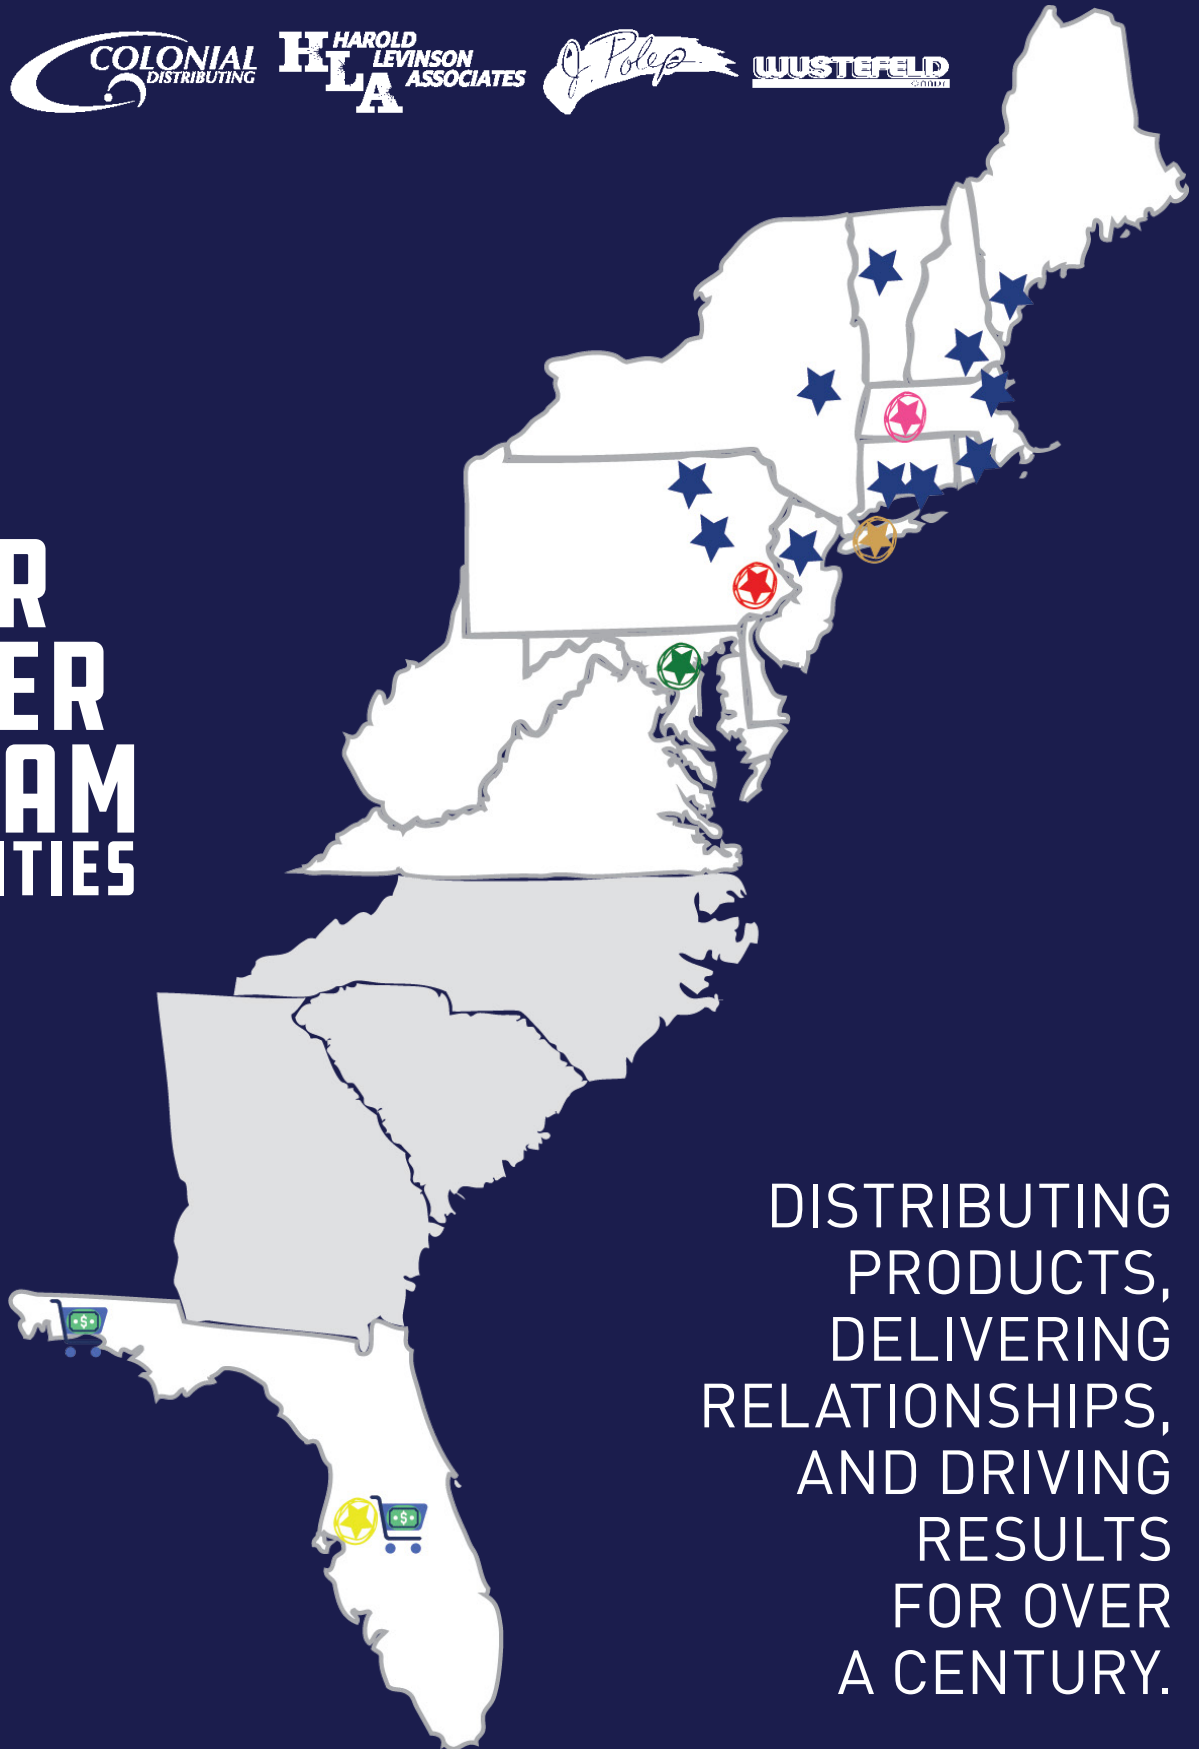 COLONIAL
DISTRIBUTING
HLA HAROLD
LEVINSON
ASSOCIATES
J. Polep
WUSTEFELD
R
ER
AM
ITIES
DISTRIBUTING
PRODUCTS,
DELIVERING
RELATIONSHIPS,
AND DRIVING
RESULTS
FOR OVER
A CENTURY.